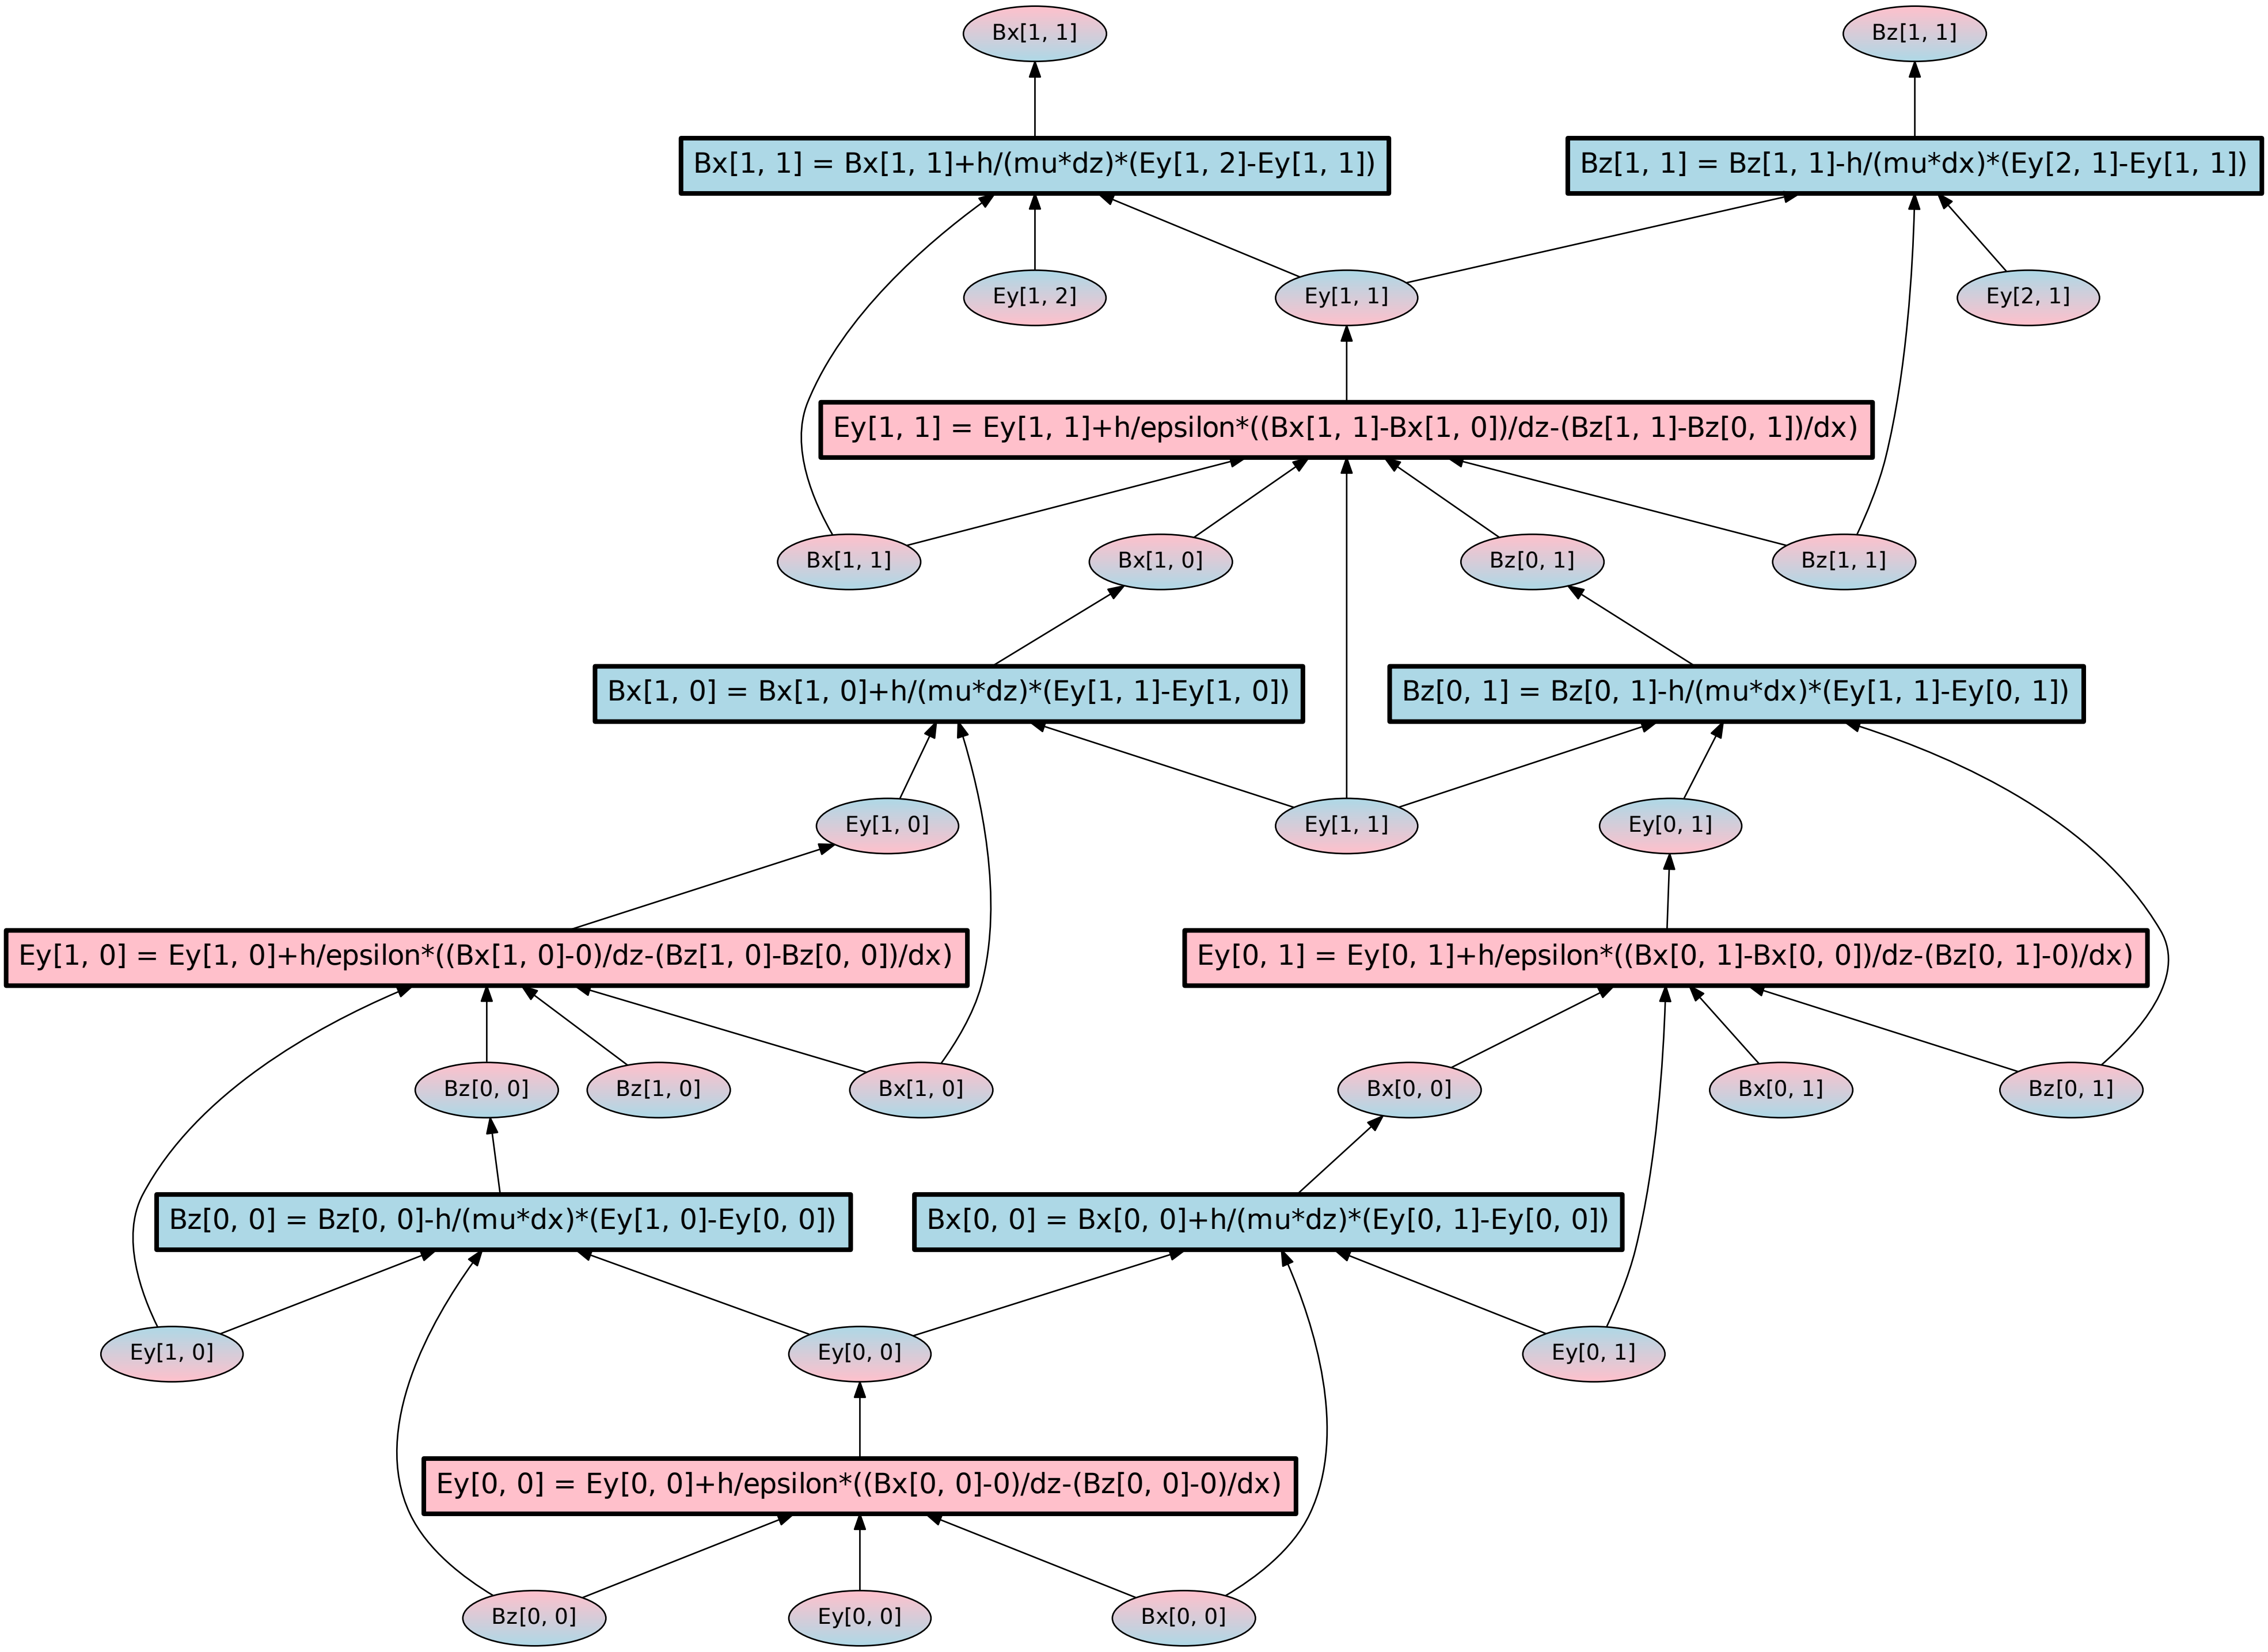 Bx[1, 1]
Bz[1, 1]
Bx[1, 1] = Bx[1, 1]+h/(mu*dz)*(Ey[1, 2]-Ey[1, 1])
Bz[1, 1] = Bz[1, 1]-h/(mu*dx)*(Ey[2, 1]-Ey[1, 1])
Ey[1, 2]
Ey[1, 1]
Ey[2, 1]
Ey[1, 1] = Ey[1, 1]+h/epsilon*((Bx[1, 1]-Bx[1, 0])/dz-(Bz[1, 1]-Bz[0, 1])/dx)
Bx[1, 1]
Bx[1, 0]
Bz[0, 1]
Bz[1, 1]
Bx[1, 0] = Bx[1, 0]+h/(mu*dz)*(Ey[1, 1]-Ey[1, 0])
Bz[0, 1] = Bz[0, 1]-h/(mu*dx)*(Ey[1, 1]-Ey[0, 1])
Ey[1, 0]
Ey[1, 1]
Ey[0, 1]
Ey[1, 0] = Ey[1, 0]+h/epsilon*((Bx[1, 0]-0)/dz-(Bz[1, 0]-Bz[0, 0])/dx)
Ey[0, 1] = Ey[0, 1]+h/epsilon*((Bx[0, 1]-Bx[0, 0])/dz-(Bz[0, 1]-0)/dx)
Bz[0, 0]
Bz[1, 0]
Bx[1, 0]
Bx[0, 0]
Bx[0, 1]
Bz[0, 1]
Bz[0, 0] = Bz[0, 0]-h/(mu*dx)*(Ey[1, 0]-Ey[0, 0])
Bx[0, 0] = Bx[0, 0]+h/(mu*dz)*(Ey[0, 1]-Ey[0, 0])
Ey[1, 0]
Ey[0, 0]
Ey[0, 1]
Ey[0, 0] = Ey[0, 0]+h/epsilon*((Bx[0, 0]-0)/dz-(Bz[0, 0]-0)/dx)
Bz[0, 0]
Ey[0, 0]
Bx[0, 0]